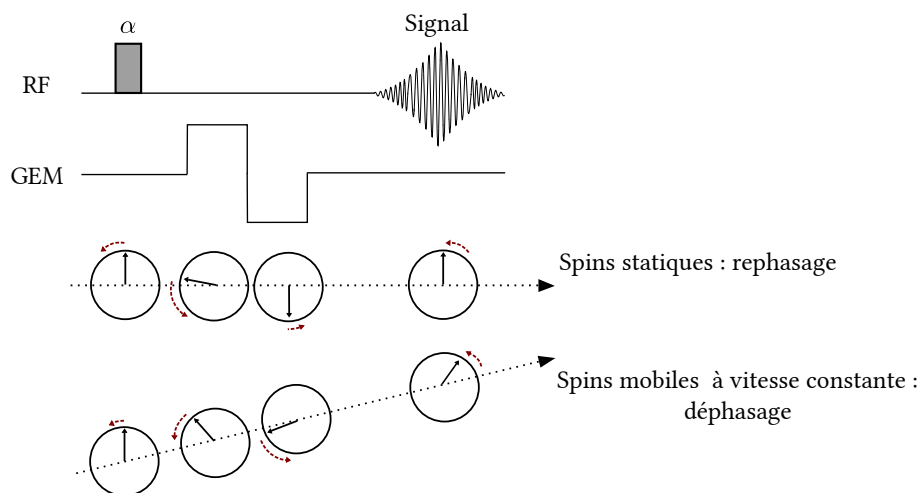 Signal
α
RF
GEM
Spins statiques : rephasage
Spins mobiles à vitesse constante :
déphasage